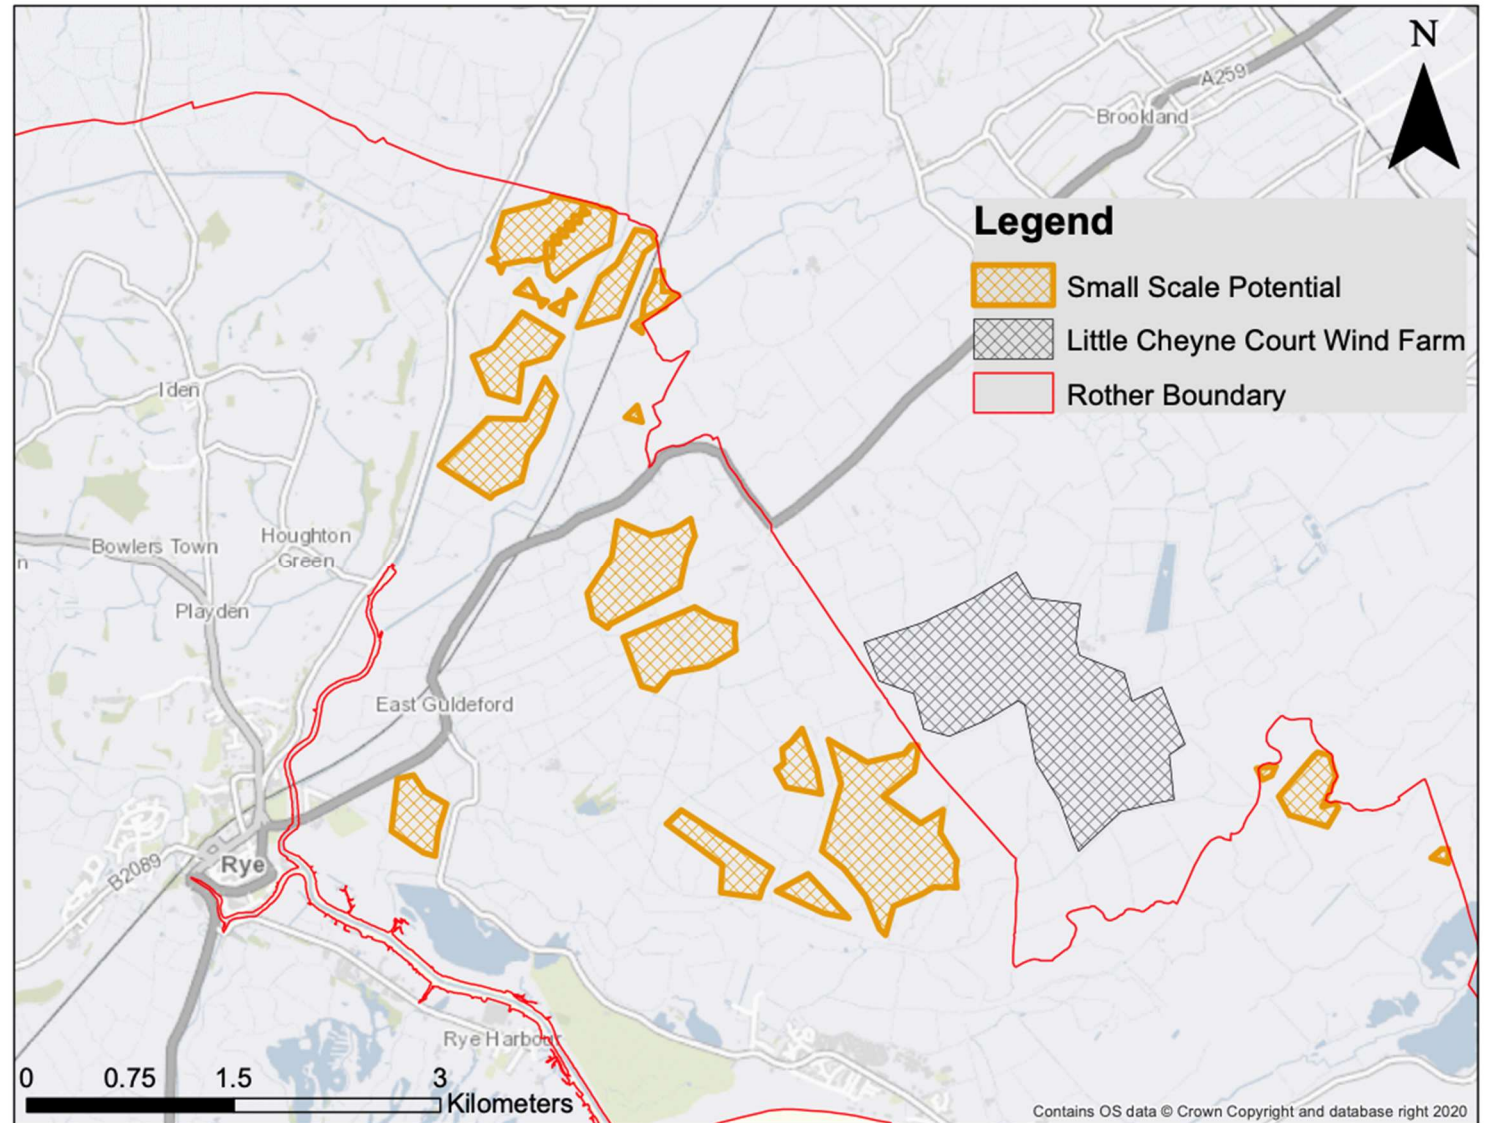 N
A259
Brookland
Legend
Small Scale Potential
Little Cheyne Court Wind Farm
Rother Boundary
Iden
Houghton
Green
Bowlers Town
n
Playden
East Guldeford
Rye
B2089
Rye Harbour
0 0.75 1.5 3
Kilometers
Contains OS data © Crown Copyright and database right 2020